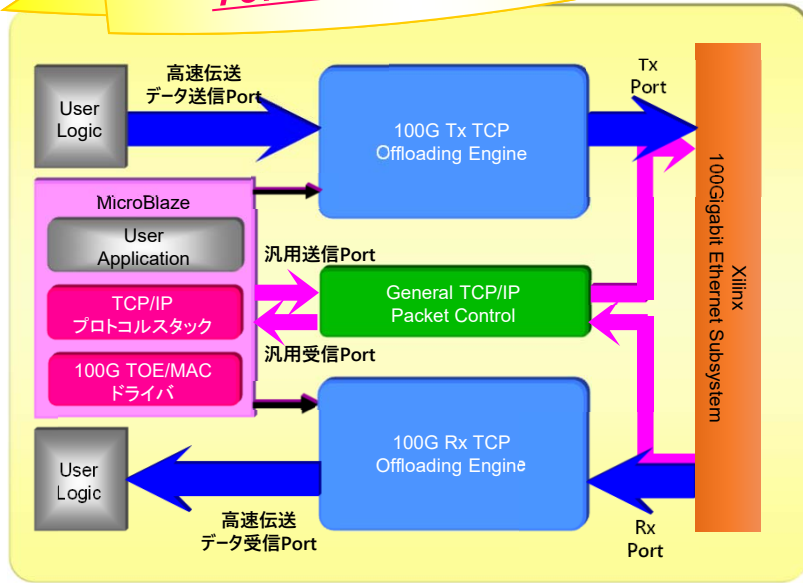 高速伝送
データ送信Port
User
Logic
100G Tx TCP
Offloading Engine
Tx
Port
MicroBlaze
User
Application
TCP/IP
プロトコルスタック
100G TOE/MAC
ドライバ
汎用送信Port
General TCP/IP
Packet Control
汎用受信Port
Xilinx
100Gigabit Ethernet Subsystem
User
Logic
100G Rx TCP
Offloading Engine
高速伝送
データ受信Port
Rx
Port